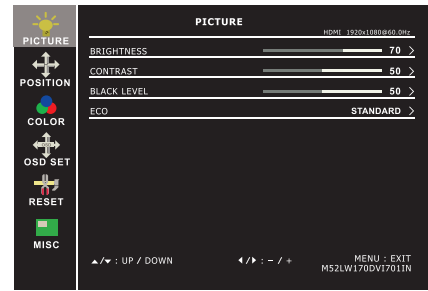 PICTURE
HDMI 1920x1080@60.0Hz
PICTURE
POSITION
COLOR
OSD
OSD SET
RESET
MISC
BRIGHTNESS 70 >
CONTRAST 50 >
BLACK LEVEL 50 >
ECO STANDARD >
▲/▼ : UP / DOWN ◀/▶ : – / + MENU : EXIT
M52LW170DVI701IN